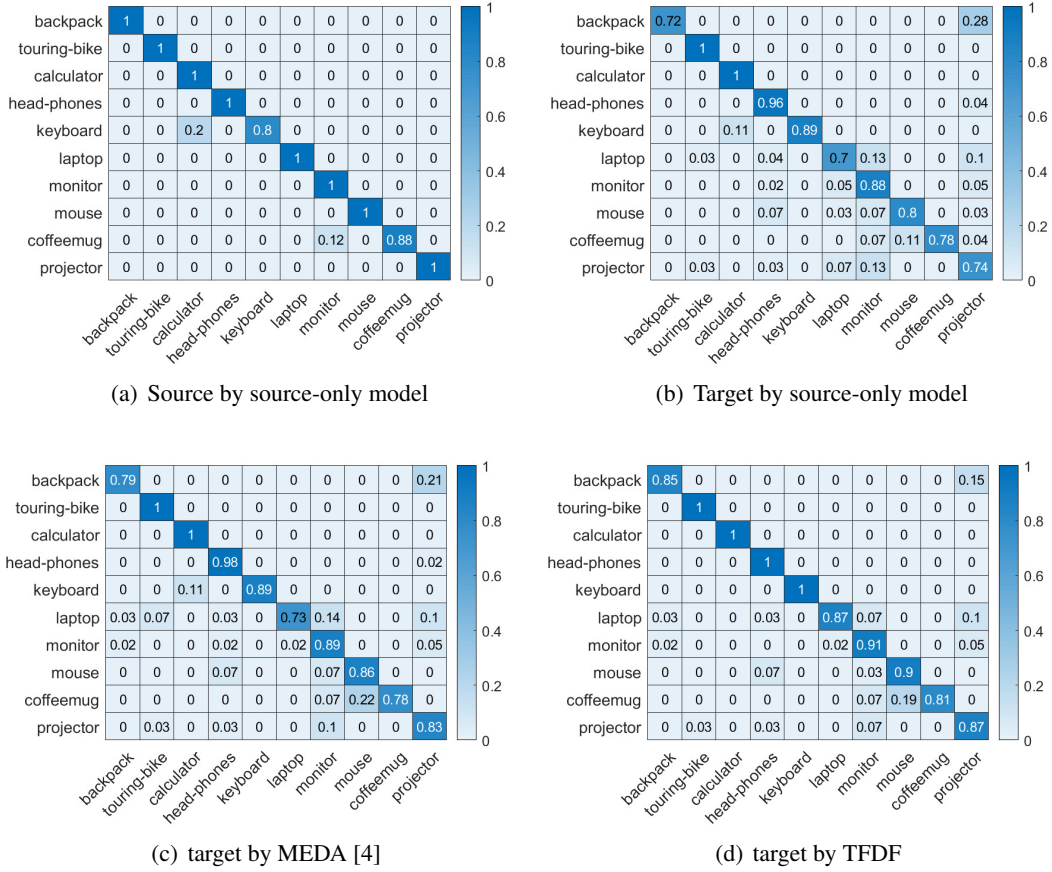 backpack 1 0 0 0 0 0 0 0 0 0
touring-bike 0 1 0 0 0 0 0 0 0 0
calculator 0 0 1 0 0 0 0 0 0 0
head-phones 0 0 0 1 0 0 0 0 0 0
keyboard 0 0 0.2 0 0.8 0 0 0 0 0
laptop 0 0 0 0 0 1 0 0 0 0
monitor 0 0 0 0 0 0 1 0 0 0
mouse 0 0 0 0 0 0 0 1 0 0
coffeemug 0 0 0 0 0 0 0.12 0 0.88 0
projector 0 0 0 0 0 0 0 0 0 1
backpack touring-bike calculator head-phones keyboard laptop monitor mouse coffeemug projector
1
0.8
0.6
0.4
0.2
0
(a) Source by source-only model
backpack 0.72 0 0 0 0 0 0 0 0 0.28
touring-bike 0 1 0 0 0 0 0 0 0 0
calculator 0 0 1 0 0 0 0 0 0 0
head-phones 0 0 0 0.96 0 0 0 0 0 0.04
keyboard 0 0 0.11 0 0.89 0 0 0 0 0
laptop 0 0.03 0 0.04 0 0.7 0.13 0 0 0.1
monitor 0 0 0 0.02 0 0.05 0.88 0 0 0.05
mouse 0 0 0 0.07 0 0.03 0.07 0.8 0 0.03
coffeemug 0 0 0 0 0 0 0.07 0.11 0.78 0.04
projector 0 0.03 0 0.03 0 0.07 0.13 0 0 0.74
backpack touring-bike calculator head-phones keyboard laptop monitor mouse coffeemug projector
1
0.8
0.6
0.4
0.2
0
(b) Target by source-only model
backpack 0.79 0 0 0 0 0 0 0 0 0.21
touring-bike 0 1 0 0 0 0 0 0 0 0
calculator 0 0 1 0 0 0 0 0 0 0
head-phones 0 0 0 0.98 0 0 0 0 0 0.02
keyboard 0 0 0.11 0 0.89 0 0 0 0 0
laptop 0.03 0.07 0 0.03 0 0.73 0.14 0 0 0.1
monitor 0.02 0 0 0.02 0 0.02 0.89 0 0 0.05
mouse 0 0 0 0.07 0 0 0.07 0.86 0 0
coffeemug 0 0 0 0 0 0 0.07 0.22 0.78 0
projector 0 0.03 0 0.03 0 0 0.1 0 0 0.83
backpack touring-bike calculator head-phones keyboard laptop monitor mouse coffeemug projector
1
0.8
0.6
0.4
0.2
0
(c) target by MEDA [4]
backpack 0.85 0 0 0 0 0 0 0 0 0.15
touring-bike 0 1 0 0 0 0 0 0 0 0
calculator 0 0 1 0 0 0 0 0 0 0
head-phones 0 0 0 1 0 0 0 0 0 0
keyboard 0 0 0 0 1 0 0 0 0 0
laptop 0.03 0 0 0.03 0 0.87 0.07 0 0 0.1
monitor 0.02 0 0 0 0 0.02 0.91 0 0 0.05
mouse 0 0 0 0.07 0 0 0.03 0.9 0 0
coffeemug 0 0 0 0 0 0 0.07 0.19 0.81 0
projector 0 0.03 0 0.03 0 0 0.07 0 0 0.87
backpack touring-bike calculator head-phones keyboard laptop monitor mouse coffeemug projector
1
0.8
0.6
0.4
0.2
0
(d) target by TFDF